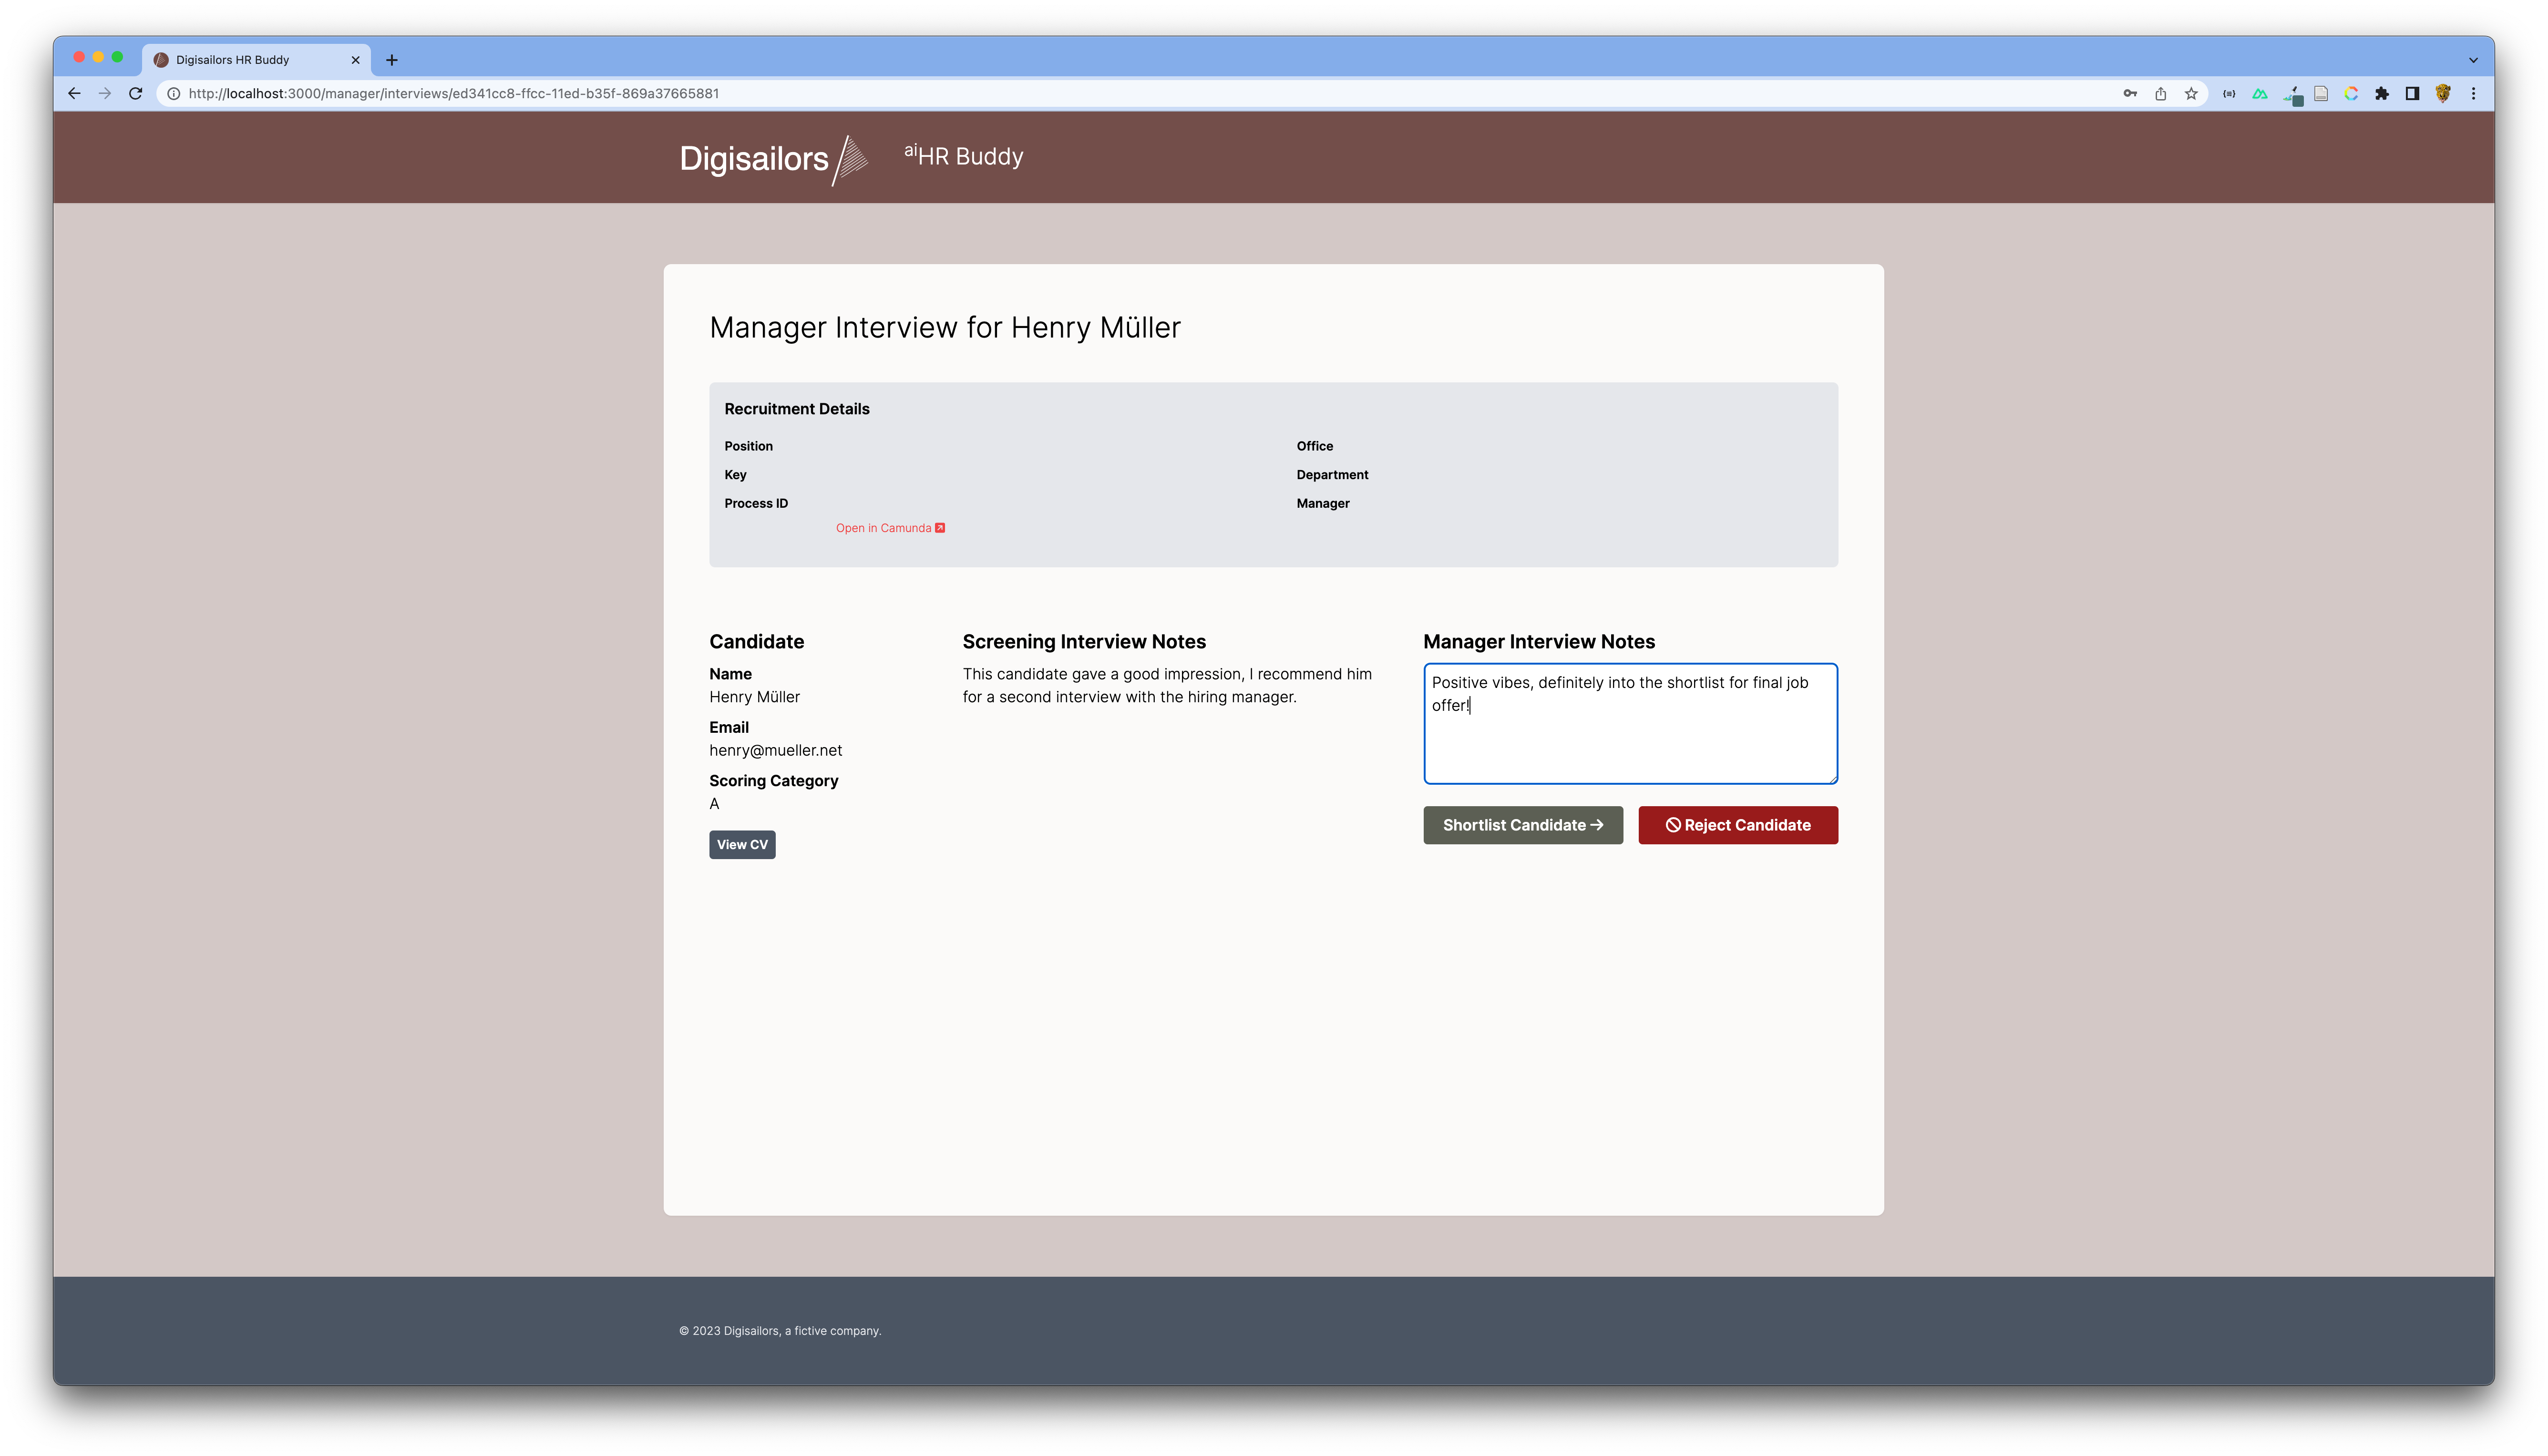 Digisailors HR Buddy
http://localhost:3000/manager/interviews/ed341cc8-ffcc-11ed-b35f-869a37665881
Digisailors
aiHR Buddy
Manager Interview for Henry Müller
Recruitment Details
Position
Office
Key
Department
Process ID
Manager
Open in Camunda
Candidate
Name
Henry Müller
Email
henry@mueller.net
Scoring Category
A
View CV
Screening Interview Notes
This candidate gave a good impression, I recommend him
for a second interview with the hiring manager.
Manager Interview Notes
Positive vibes, definitely into the shortlist for final job
offer!
Shortlist Candidate
Reject Candidate
© 2023 Digisailors, a fictive company.